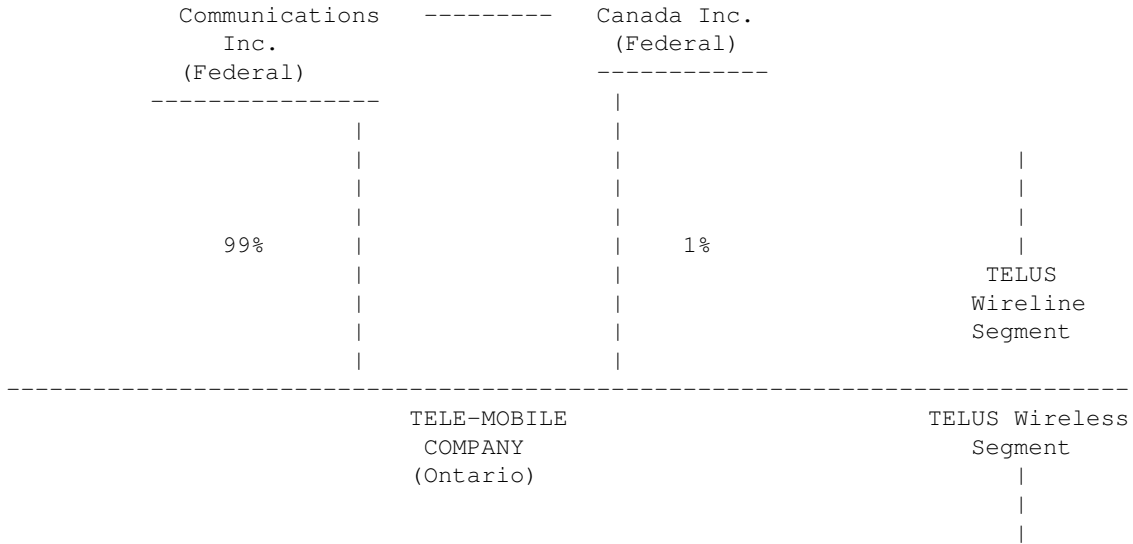 Communications --------- Canada Inc.
Inc. (Federal)
(Federal) ------------
---------------- |
| |
| | |
| | |
| | |
| | |
99% | | 1% |
| | TELUS
| | Wireline
| | Segment
| |
------------------------------------------------------------------------------
TELE-MOBILE TELUS Wireless
COMPANY Segment
(Ontario) |
|
|